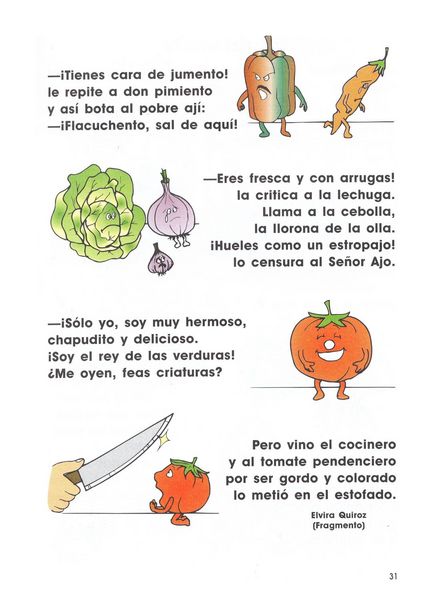 —¡Tienes cara de jumento!
le repite a don pimiento
y así bota al pobre ají:
—¡Flacuchento, sal de aquí!
—Eres fresca y con arrugas!
la critica a la lechuga.
Llama a la cebolla,
la llorona de la olla.
¡Hueles como un estropajo!
lo censura al Señor Ajo.
—¡Sólo yo, soy muy hermoso,
chapudito y delicioso.
¡Soy el rey de las verduras!
¿Me oyen, feas criaturas?
Pero vino el cocinero
y al tomate pendenciero
por ser gordo y colorado
lo metió en el estofado.
Elvira Quiroz
(Fragmento)
31